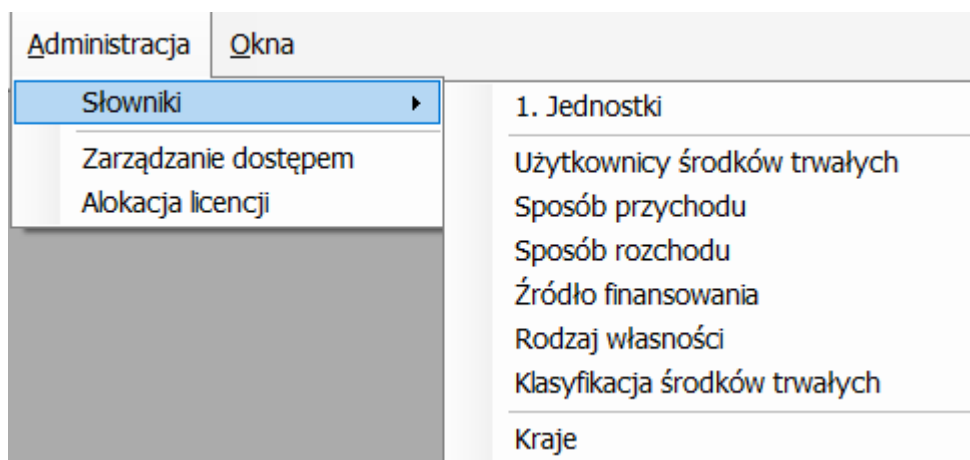 Administracja Okna
Słowniki
Zarządzanie dostępem
Alokacja licencji
1. Jednostki
Użytkownicy środków trwałych
Sposób przychodu
Sposób rozchodu
Źródło finansowania
Rodzaj własności
Klasyfikacja środków trwałych
Kraje